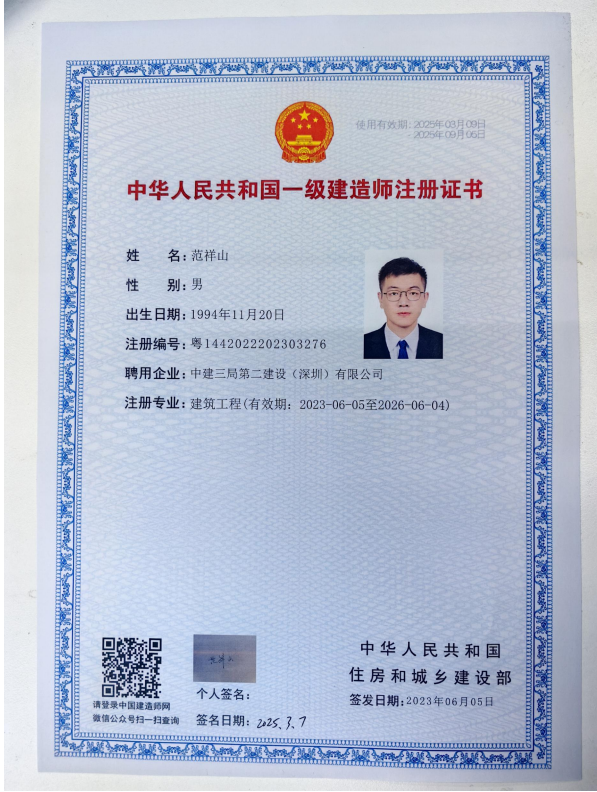 使用有效期: 2025年03月09日
- 2025年09月05日
中华人民共和国一级建造师注册证书
姓 名: 范祥山
性 别: 男
出生日期: 1994年11月20日
注册编号: 粤1442022202303276
聘用企业: 中建三局第二建设（深圳）有限公司
注册专业: 建筑工程(有效期: 2023-06-05至2026-06-04)
范祥山
个人签名:
签名日期: 2025.3.7
请登录中国建造师网
微信公众号扫一扫查询
中华人民共和国
住房和城乡建设部
签发日期: 2023年06月05日